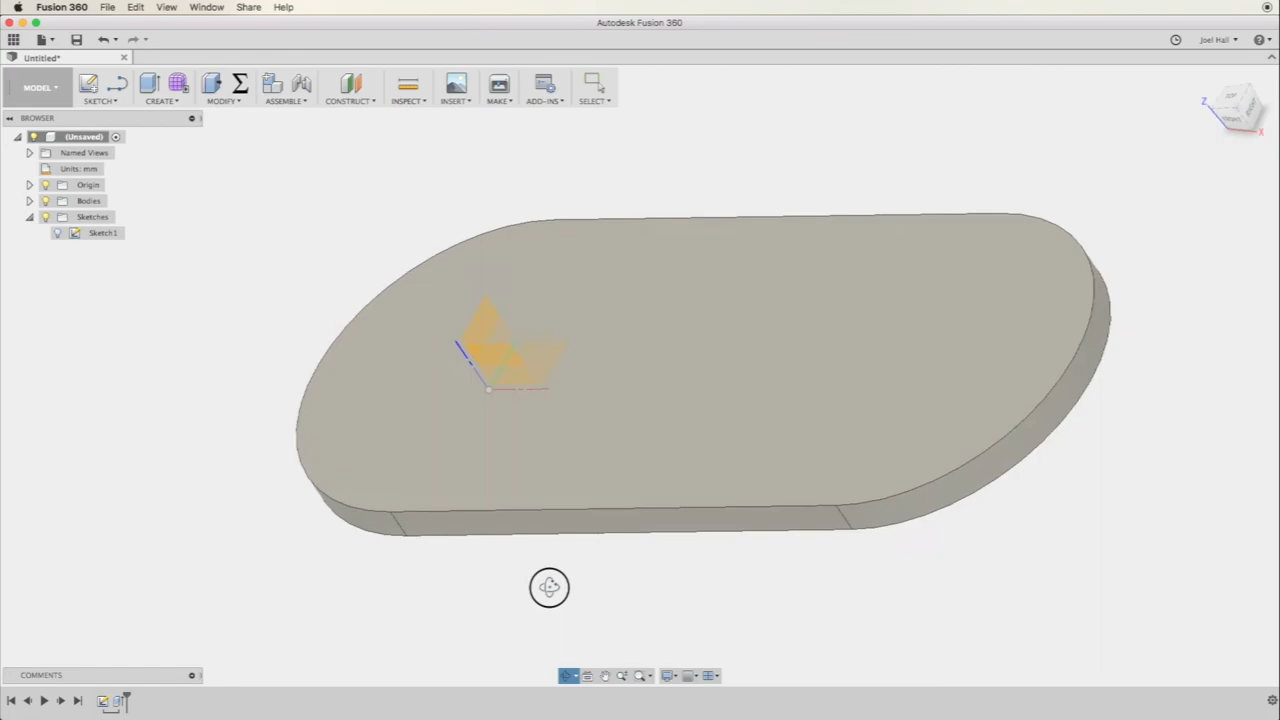 Fusion 360 File Edit View Window Share Help
Autodesk Fusion 360
Joel Hall
Untitled*
MODEL
SKETCH CREATE MODIFY ASSEMBLE CONSTRUCT INSPECT INSERT MAKE ADD-INS SELECT
BROWSER
(Unsaved)
Named Views
Units: mm
Origin
Bodies
Sketches
Sketch1
Z
TOP
X
COMMENTS